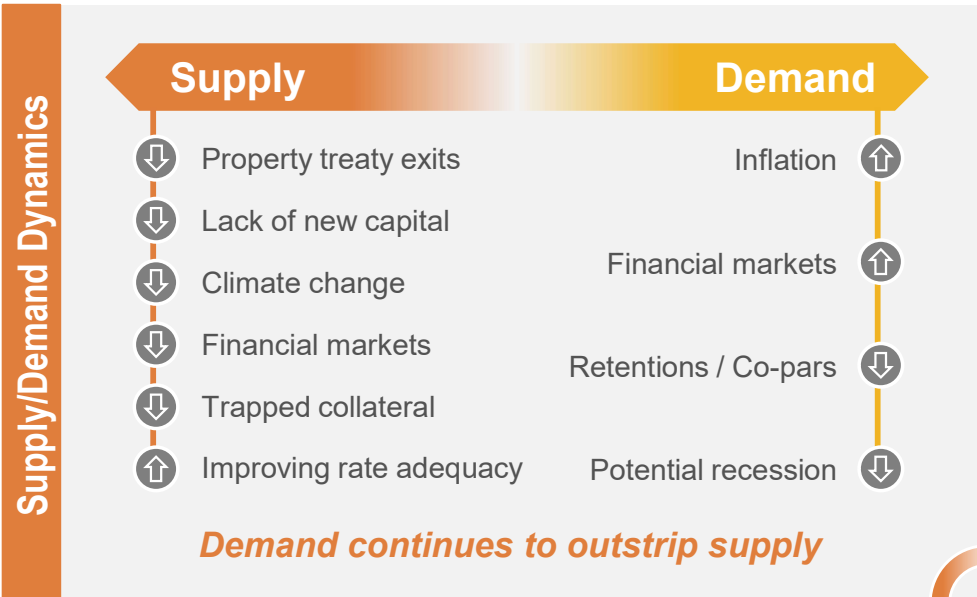 Supply/Demand Dynamics
Supply
Demand
Property treaty exits
Lack of new capital
Climate change
Financial markets
Trapped collateral
Improving rate adequacy
Inflation
Financial markets
Retentions / Co-pars
Potential recession
Demand continues to outstrip supply